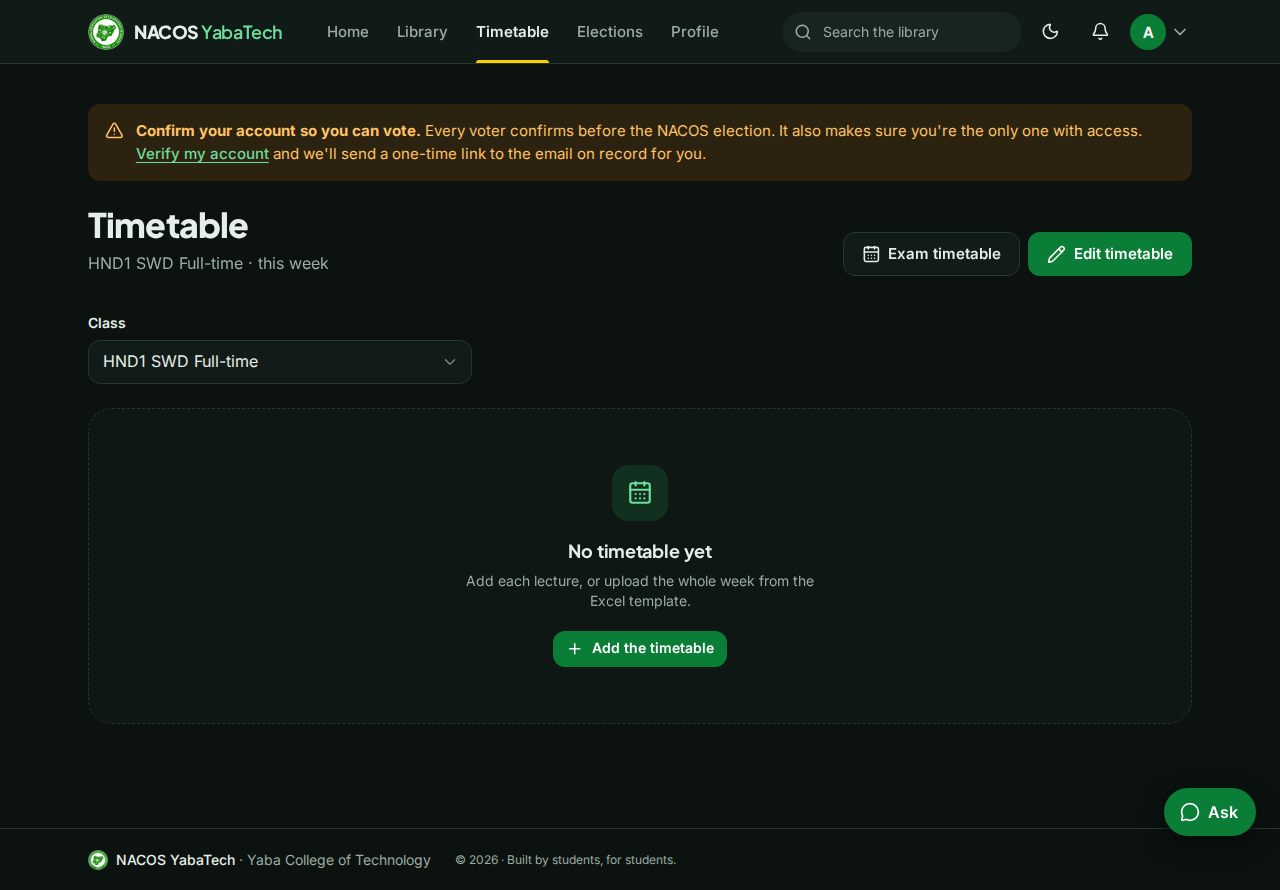 NACOS YabaTech
Home
Library
Timetable
Elections
Profile
Search the library
A
Confirm your account so you can vote. Every voter confirms before the NACOS election. It also makes sure you're the only one with access.
Verify my account and we'll send a one-time link to the email on record for you.
Timetable
HND1 SWD Full-time · this week
Exam timetable
Edit timetable
Class
HND1 SWD Full-time
No timetable yet
Add each lecture, or upload the whole week from the
Excel template.
Add the timetable
Ask
NACOS YabaTech · Yaba College of Technology
© 2026 · Built by students, for students.